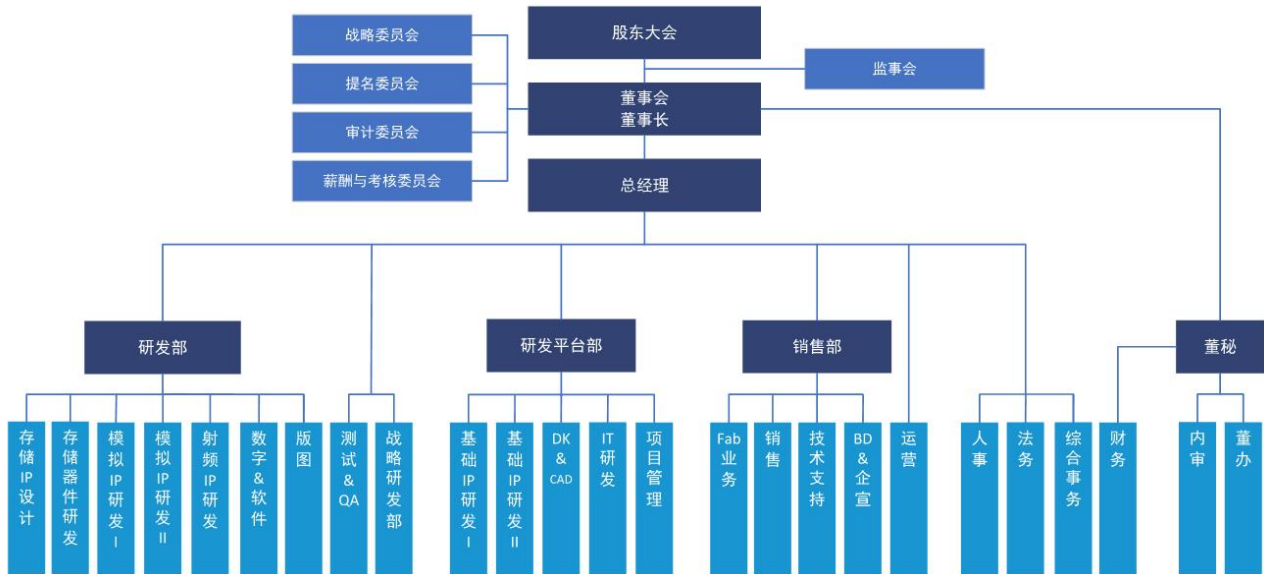 股东大会
战略委员会
提名委员会
审计委员会
薪酬与考核委员会
监事会
董事会
董事长
总经理
研发部
研发平台部
销售部
董秘
存储IP设计
存储器件研发
模拟IP研发I
模拟IP研发II
射频IP研发
数字&软件
版图
测试&QA
战略研发部
基础IP研发I
基础IP研发II
DK&CAD
IT研发
项目管理
Fab业务
销售
技术支持
BD&企宣
运营
人事
法务
综合事务
财务
内审
董办